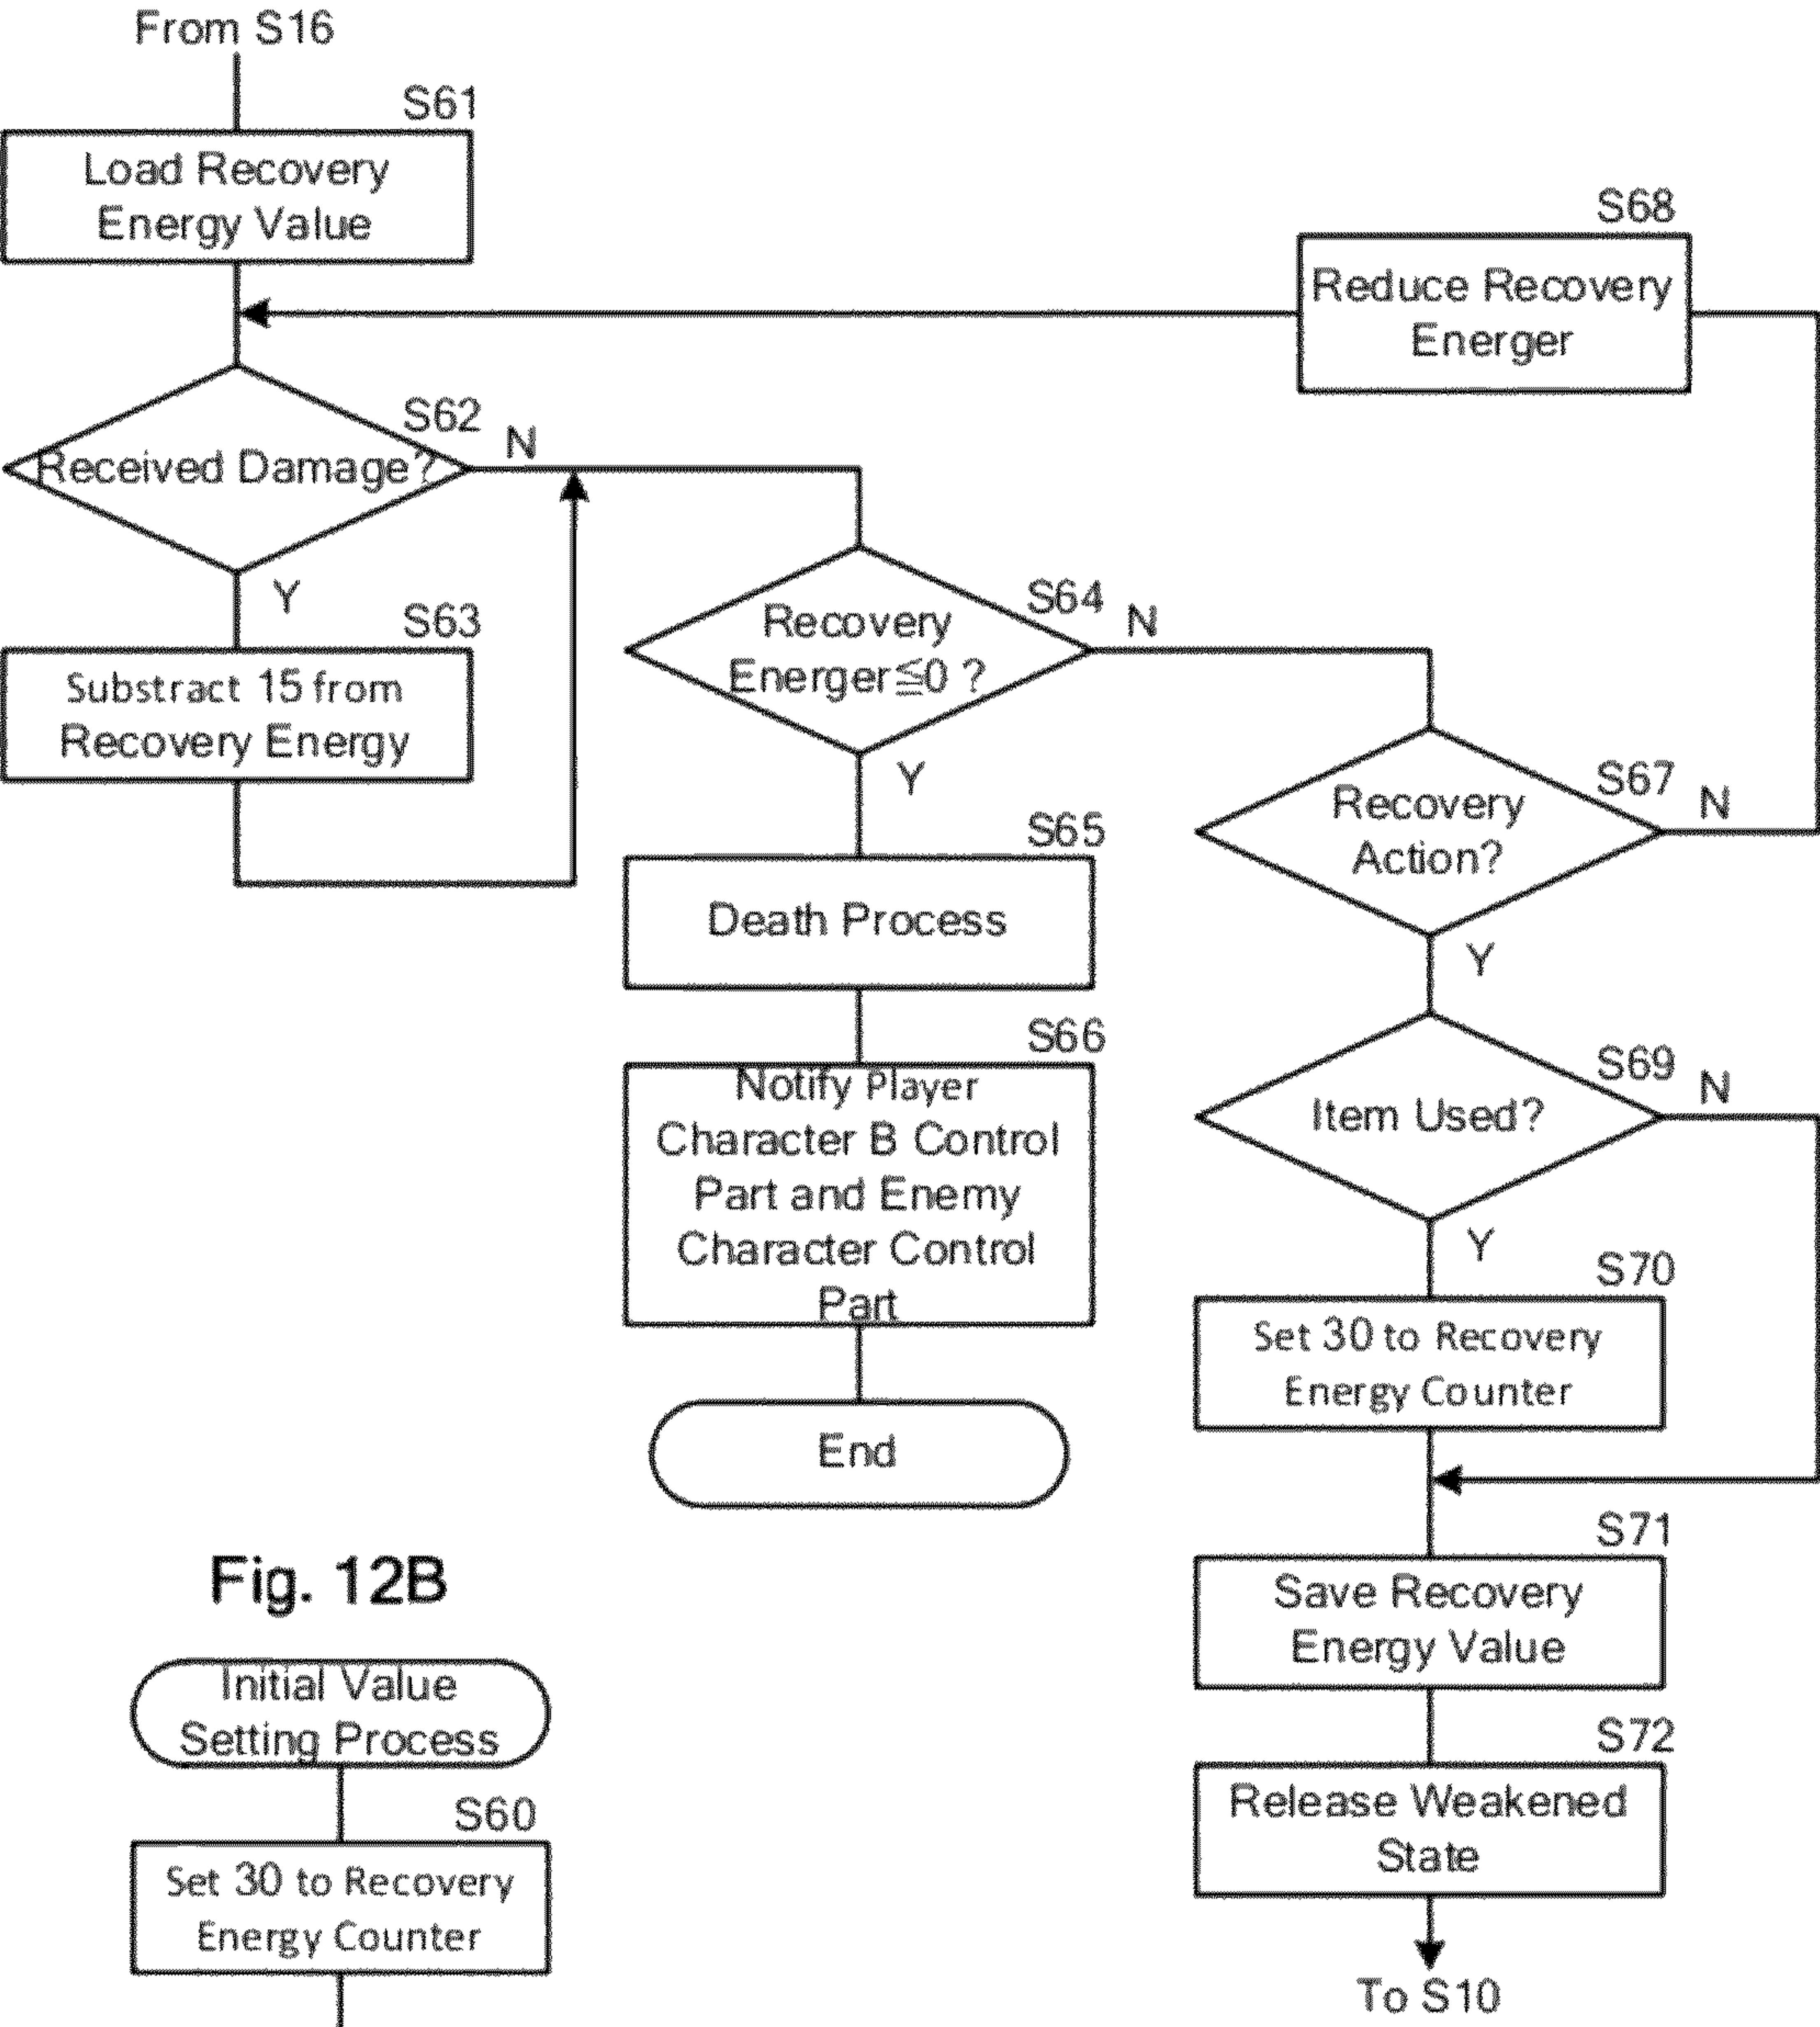 From S16
S61
Load Recovery
Energy Value
S68
Reduce Recovery
Energer
S62
Received Damage?
N
Y
S63
Substract 15 from
Recovery Energy
S64
Recovery
Energer≦0 ?
N
Y
S65
Death Process
S66
Notify Player
Character B Control
Part and Enemy
Character Control
Part
End
S67
Recovery
Action?
N
Y
S69
Item Used?
N
Y
S70
Set 30 to Recovery
Energy Counter
S71
Save Recovery
Energy Value
S72
Release Weakened
State
To S10
Fig. 12B
Initial Value
Setting Process
S60
Set 30 to Recovery
Energy Counter